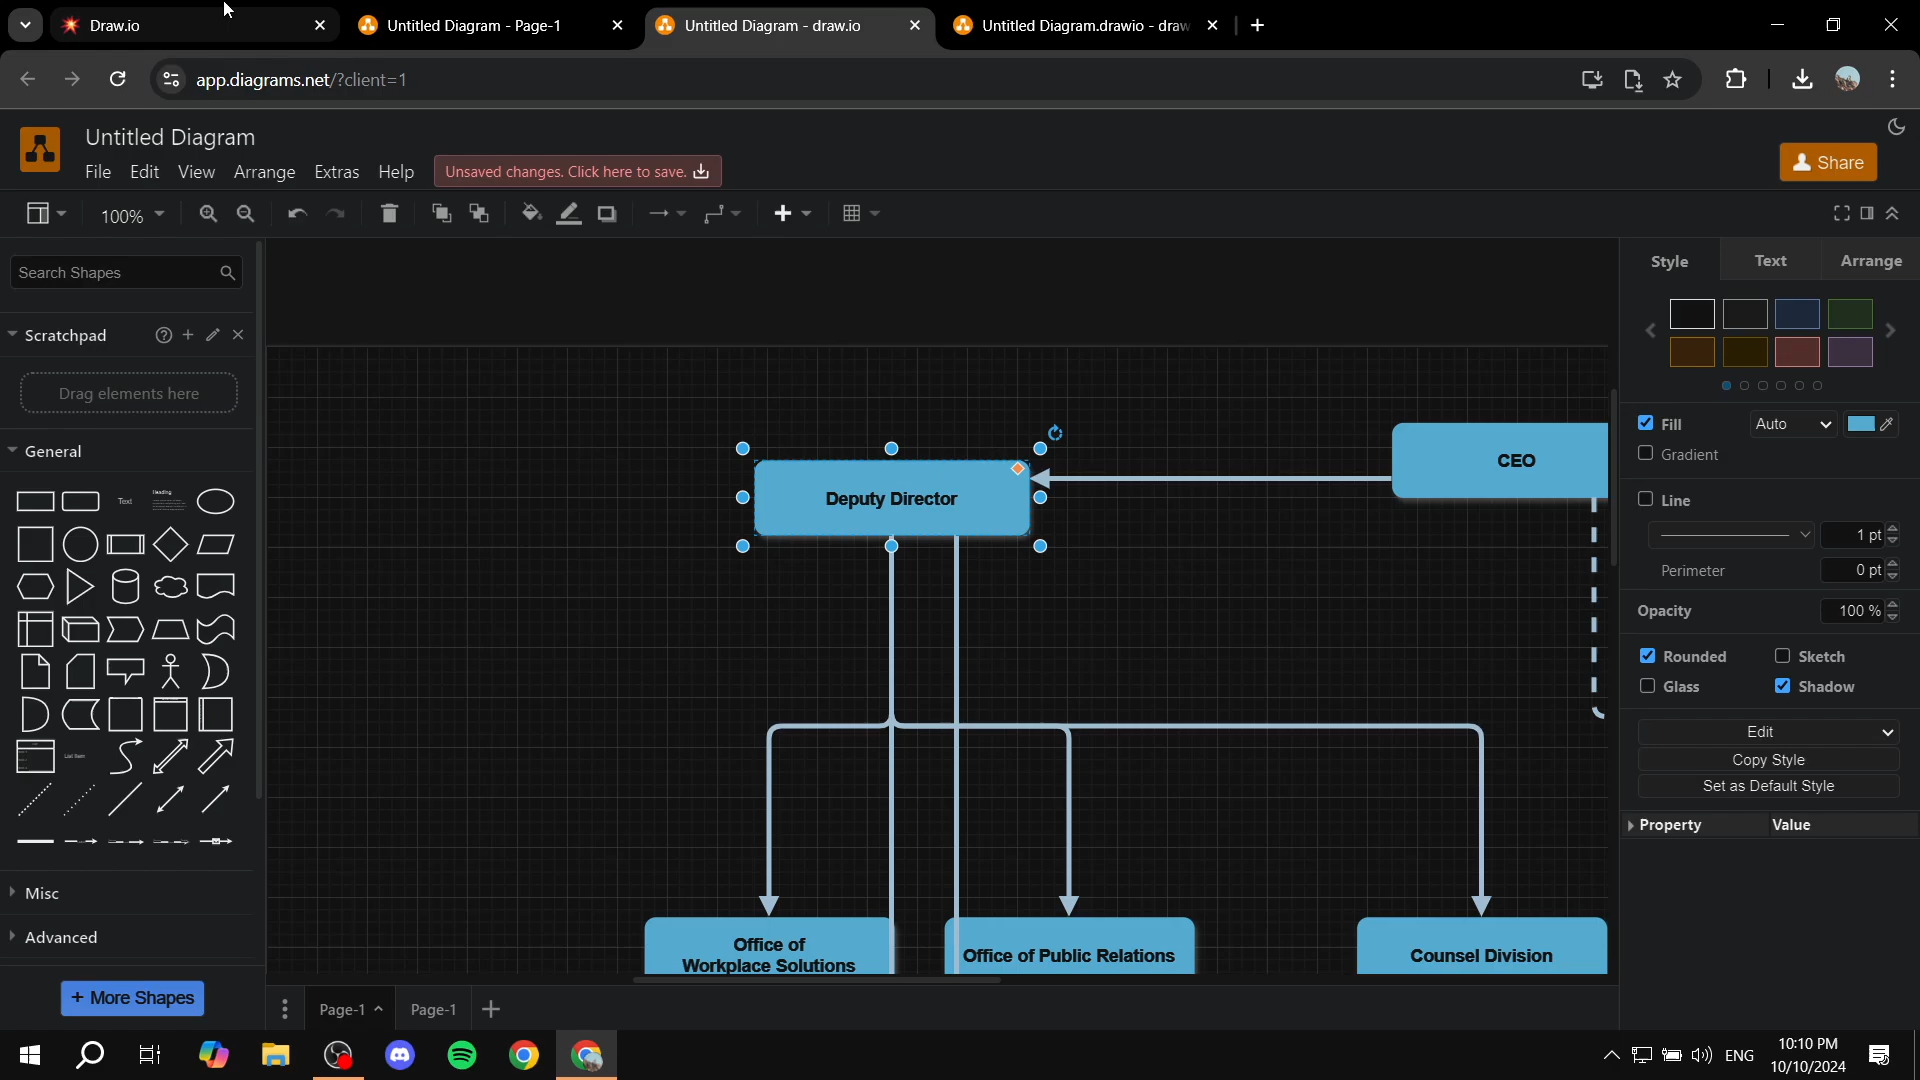 Draw.io
Untitled Diagram - Page-1
Untitled Diagram - draw.io
Untitled Diagram.drawio - draw
app.diagrams.net/?client=1
Untitled Diagram
File Edit View Arrange Extras Help
Unsaved changes. Click here to save.
Share
100%
Search Shapes
Scratchpad
Drag elements here
General
Text
Heading
List Item
Misc
Advanced
+ More Shapes
Deputy Director
CEO
Office of
Workplace Solutions
Office of Public Relations
Counsel Division
Page-1
Page-1
Style Text Arrange
Fill
Auto
Gradient
Line
1 pt
Perimeter
0 pt
Opacity
100 %
Rounded
Sketch
Glass
Shadow
Edit
Copy Style
Set as Default Style
Property
Value
ENG
10:10 PM
10/10/2024